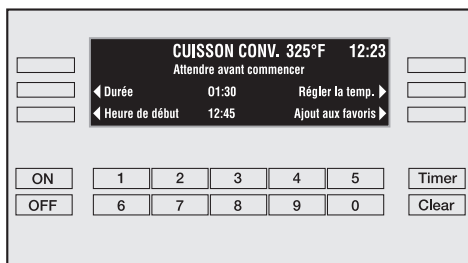 CUISSON CONV. 325°F 12:23
Attendre avant commencer
Durée 01:30 Régler la temp.
Heure de début 12:45 Ajout aux favoris
ON 1 2 3 4 5 Timer
OFF 6 7 8 9 0 Clear